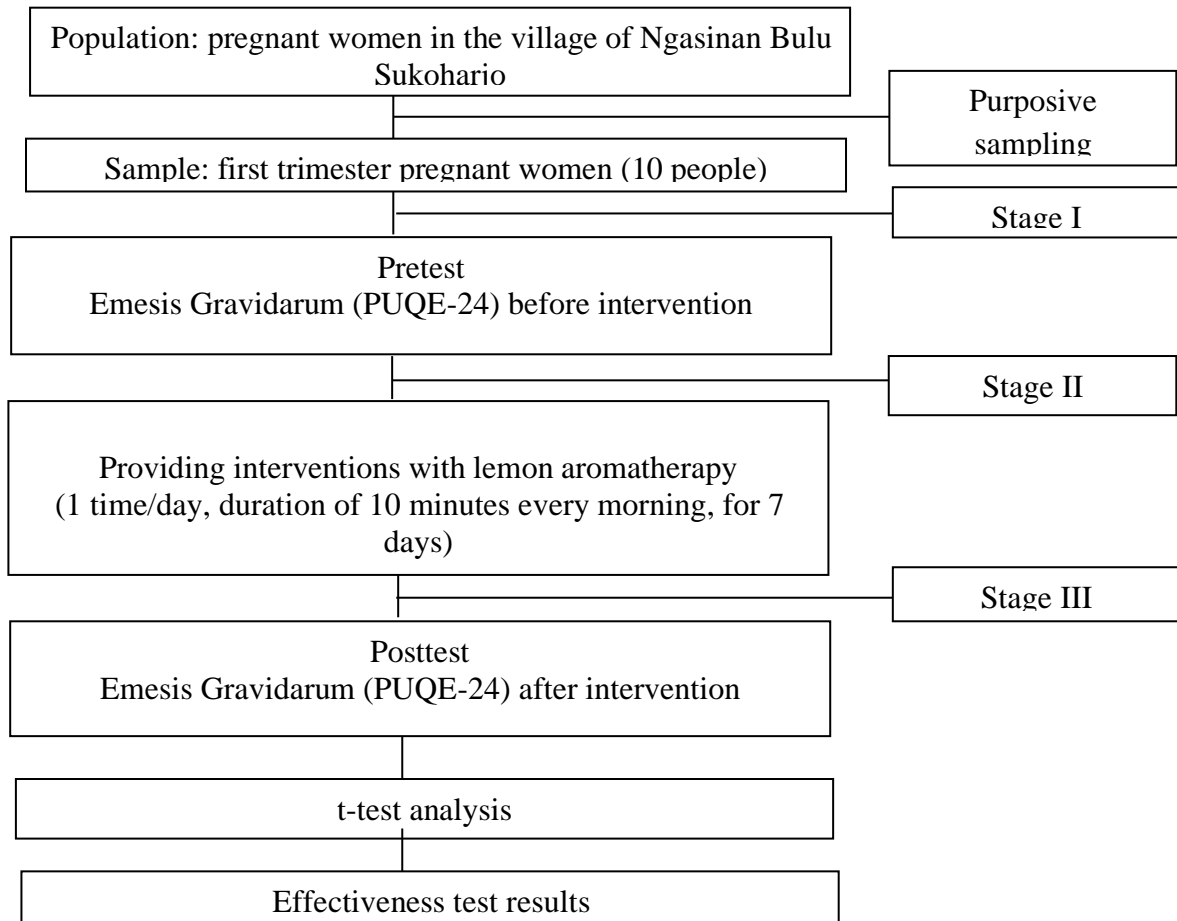 Population: pregnant women in the village of Ngasinan Bulu
Sukoharjo
Purposive
sampling
Sample: first trimester pregnant women (10 people)
Stage I
Pretest
Emesis Gravidarum (PUQE-24) before intervention
Stage II
Providing interventions with lemon aromatherapy
(1 time/day, duration of 10 minutes every morning, for 7
days)
Stage III
Posttest
Emesis Gravidarum (PUQE-24) after intervention
t-test analysis
Effectiveness test results